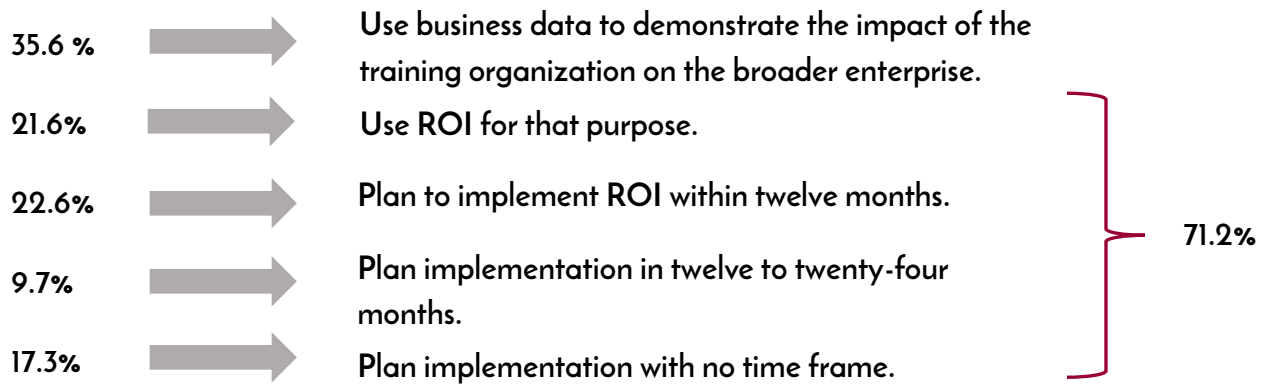 35.6 %
Use business data to demonstrate the impact of the
training organization on the broader enterprise.
21.6%
Use ROI for that purpose.
22.6%
Plan to implement ROI within twelve months.
71.2%
9.7%
Plan implementation in twelve to twenty-four
months.
17.3%
Plan implementation with no time frame.